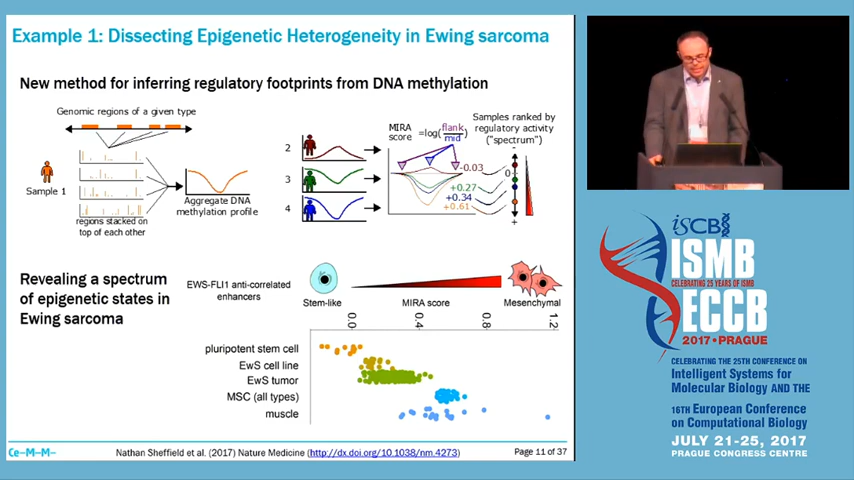 Example 1: Dissecting Epigenetic Heterogeneity in Ewing sarcoma
New method for inferring regulatory footprints from DNA methylation
Genomic regions of a given type
Sample 1
regions stacked on
top of each other
Aggregate DNA
methylation profile
2
3
4
MIRA
score
=log(flank/mid)
-0.03
+0.27
+0.34
+0.61
Samples ranked by
regulatory activity
("spectrum")
-
0
+
Revealing a spectrum
of epigenetic states in
Ewing sarcoma
EWS-FLI1 anti-correlated
enhancers
Stem-like
MIRA score
Mesenchymal
0.0
0.4
0.8
1.2
pluripotent stem cell
EwS cell line
EwS tumor
MSC (all types)
muscle
Ce-M-M-
Nathan Sheffield et al. (2017) Nature Medicine (http://dx.doi.org/10.1038/nm.4273)
Page 11 of 37
iSCB
ISMB
CELEBRATING 25 YEARS OF ISMB
ECCB
2017 • PRAGUE
CELEBRATING THE 25TH CONFERENCE ON
Intelligent Systems for
Molecular Biology AND THE
16TH European Conference
on Computational Biology
JULY 21-25, 2017
PRAGUE CONGRESS CENTRE